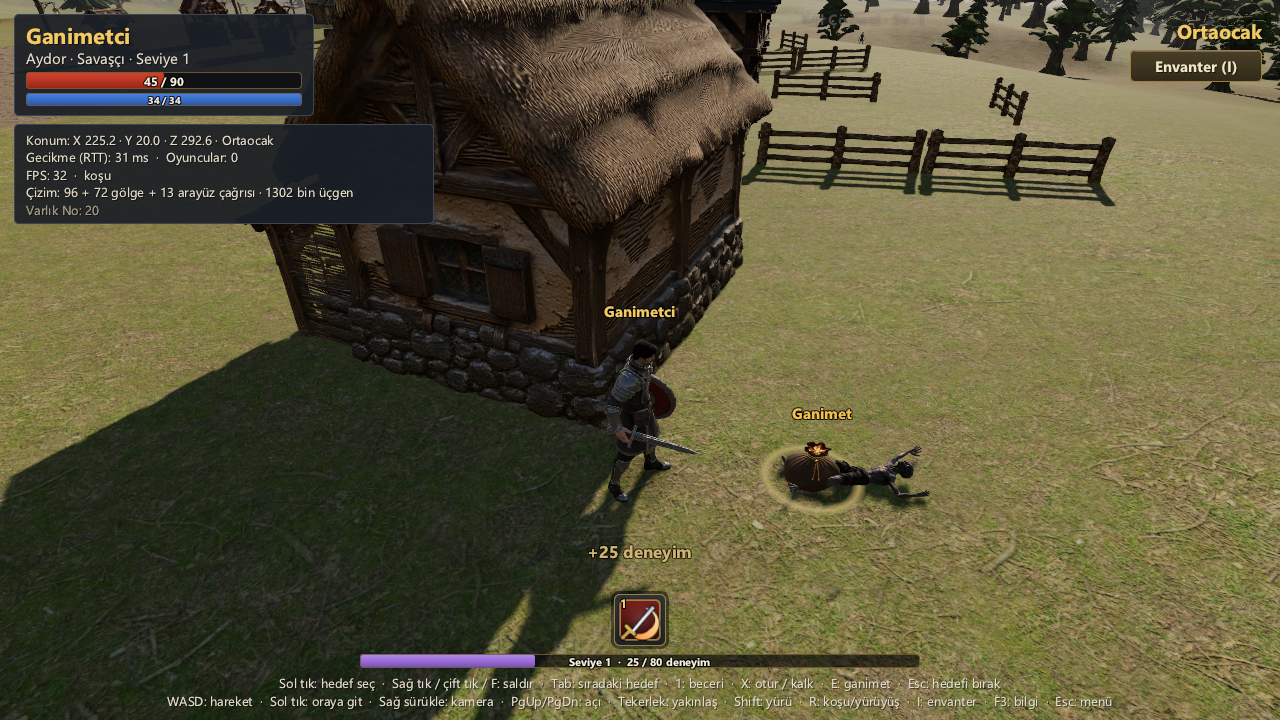 Ganimetci
Aydor · Savaşçı · Seviye 1
45 / 90
34 / 34
Ortaocak
Envanter (I)
Konum: X 225.2 · Y 20.0 · Z 292.6 · Ortaocak
Gecikme (RTT): 31 ms · Oyuncular: 0
FPS: 32 · koşu
Çizim: 96 + 72 gölge + 13 arayüz çağrısı · 1302 bin üçgen
Varlık No: 20
Ganimetci
Ganimet
+25 deneyim
1
Seviye 1 · 25 / 80 deneyim
Sol tık: hedef seç · Sağ tık / çift tık / F: saldır · Tab: sıradaki hedef · 1: beceri · X: otur / kalk · E: ganimet · Esc: hedefi bırak
WASD: hareket · Sol tık: oraya git · Sağ sürükle: kamera · PgUp/PgDn: açı · Tekerlek: yakınlaş · Shift: yürü · R: koşu/yürüyüş · I: envanter · F3: bilgi · Esc: menü